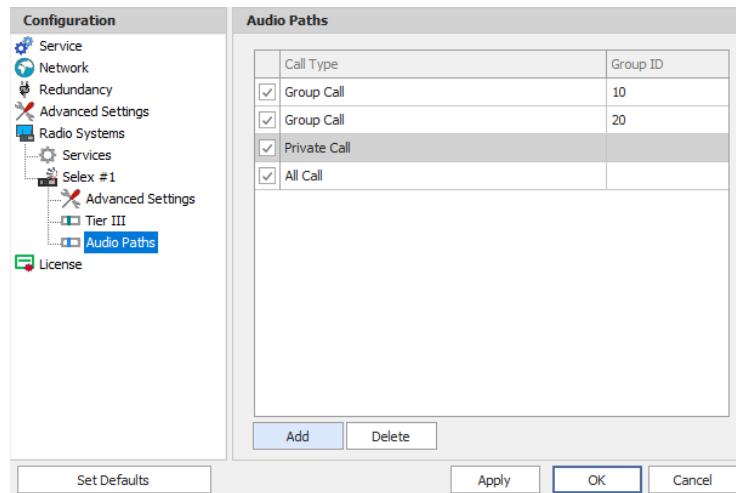 Configuration
Service
Network
Redundancy
Advanced Settings
Radio Systems
Services
Selex #1
Advanced Settings
Tier III
Audio Paths
License
Audio Paths
Call Type Group ID
Group Call 10
Group Call 20
Private Call
All Call
Add Delete
Set Defaults Apply OK Cancel